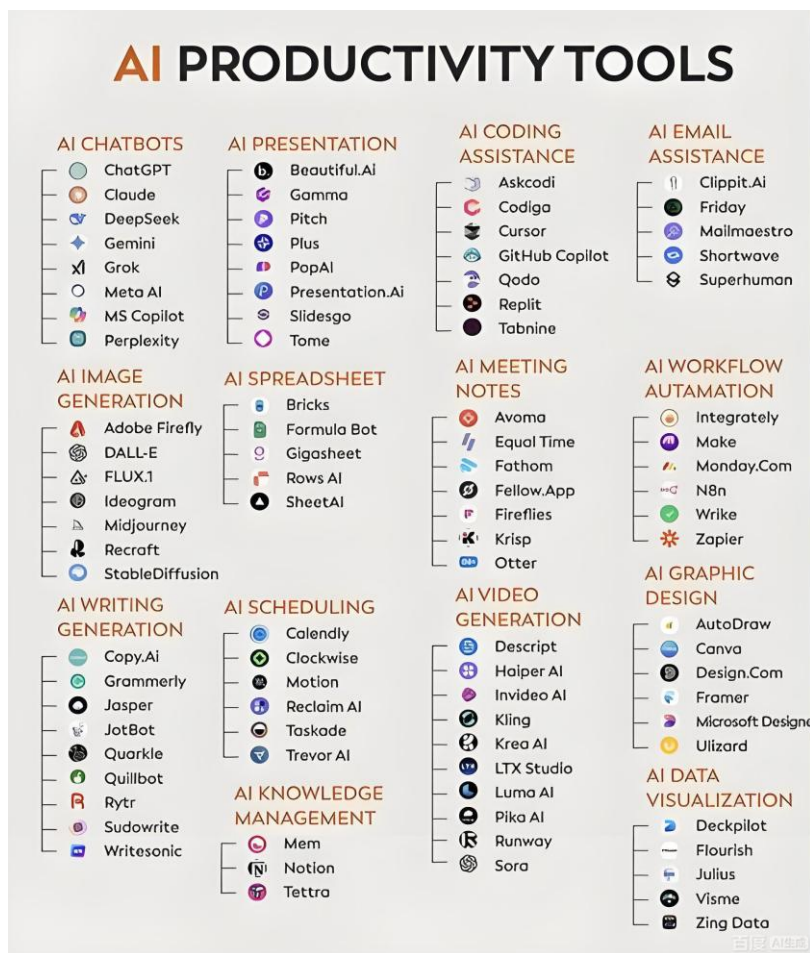 AI PRODUCTIVITY TOOLS
AI CHATBOTS
ChatGPT
Claude
DeepSeek
Gemini
Grok
Meta AI
MS Copilot
Perplexity
AI PRESENTATION
Beautiful.Ai
Gamma
Pitch
Plus
PopAI
Presentation.Ai
Slidesgo
Tome
AI CODING
ASSISTANCE
Askcodi
Codiga
Cursor
GitHub Copilot
Qodo
Replit
Tabnine
AI EMAIL
ASSISTANCE
Clippit.Ai
Friday
Mailmaestro
Shortwave
Superhuman
AI IMAGE
GENERATION
Adobe Firefly
DALL-E
FLUX.1
Ideogram
Midjourney
Recraft
StableDiffusion
AI SPREADSHEET
Bricks
Formula Bot
Gigasheet
Rows AI
SheetAI
AI MEETING
NOTES
Avoma
Equal Time
Fathom
Fellow.App
Fireflies
Krisp
Otter
AI WORKFLOW
AUTAMATION
Integrately
Make
Monday.Com
N8n
Wrike
Zapier
AI WRITING
GENERATION
Copy.Ai
Grammerly
Jasper
JotBot
Quarkle
Quillbot
Rytr
Sudowrite
Writesonic
AI SCHEDULING
Calendly
Clockwise
Motion
Reclaim AI
Taskade
Trevor AI
AI KNOWLEDGE
MANAGEMENT
Mem
Notion
Tettra
AI VIDEO
GENERATION
Descript
Haiper AI
Invideo AI
Kling
Krea AI
LTX Studio
Luma AI
Pika AI
Runway
Sora
AI GRAPHIC
DESIGN
AutoDraw
Canva
Design.Com
Framer
Microsoft Designe
Ulizard
AI DATA
VISUALIZATION
Deckpilot
Flourish
Julius
Visme
Zing Data